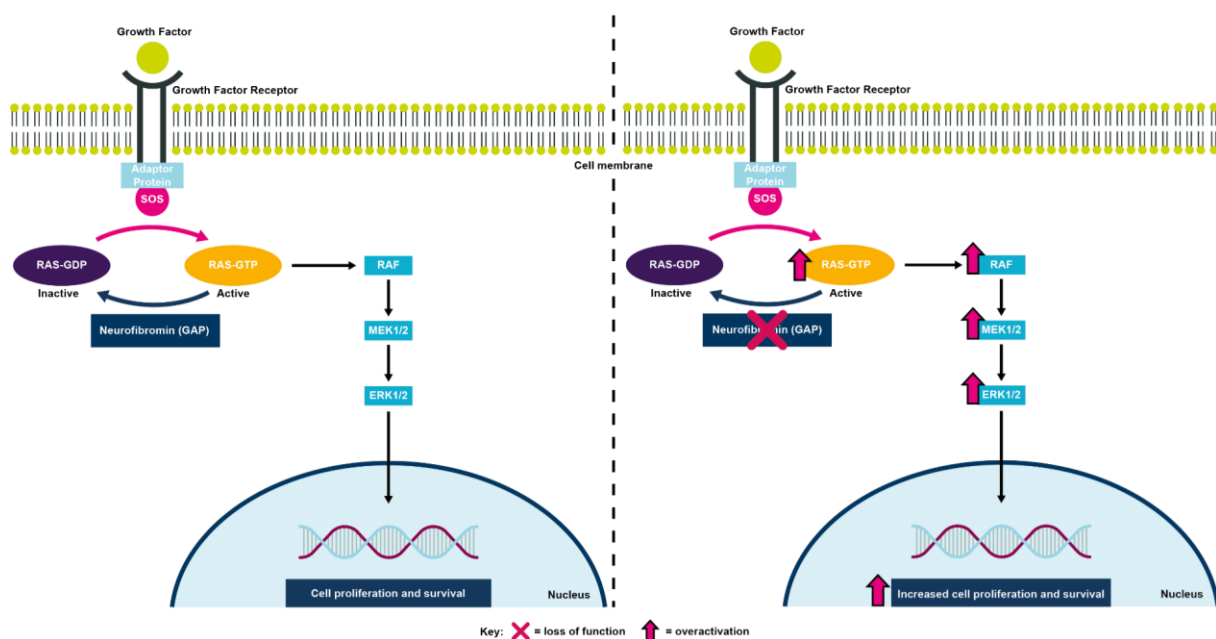 Growth Factor
Growth Factor Receptor
Cell membrane
Adaptor
Protein
SOS
RAS-GDP
RAS-GTP
Inactive
Active
Neurofibromin (GAP)
RAF
MEK1/2
ERK1/2
Cell proliferation and survival
Nucleus
Growth Factor
Growth Factor Receptor
Adaptor
Protein
SOS
RAS-GDP
RAS-GTP
Inactive
Active
Neurofibromin (GAP)
RAF
MEK1/2
ERK1/2
Increased cell proliferation and survival
Nucleus
Key: = loss of function = overactivation